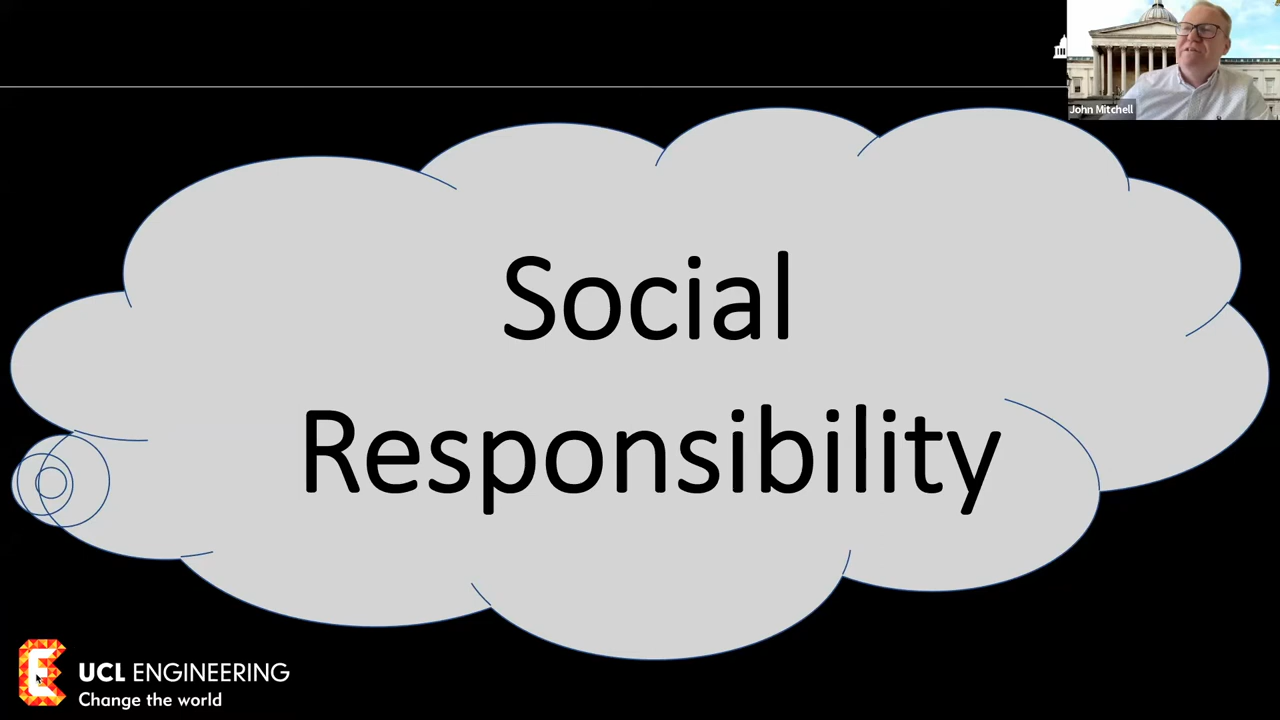 John Mitchell
Social
Responsibility
UCL ENGINEERING
Change the world